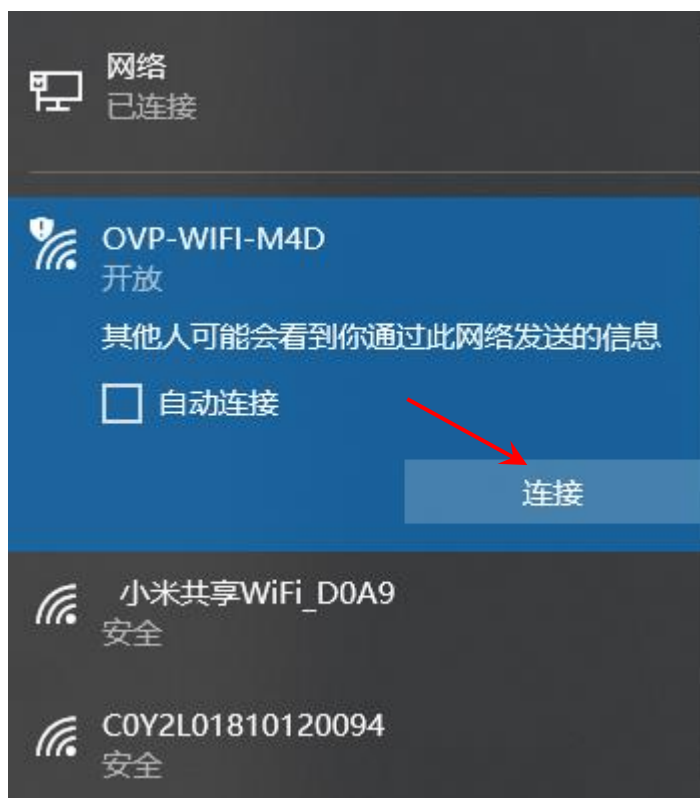 网络
已连接
OVP-WIFI-M4D
开放
其他人可能会看到你通过此网络发送的信息
自动连接
连接
小米共享WiFi_D0A9
安全
C0Y2L01810120094
安全